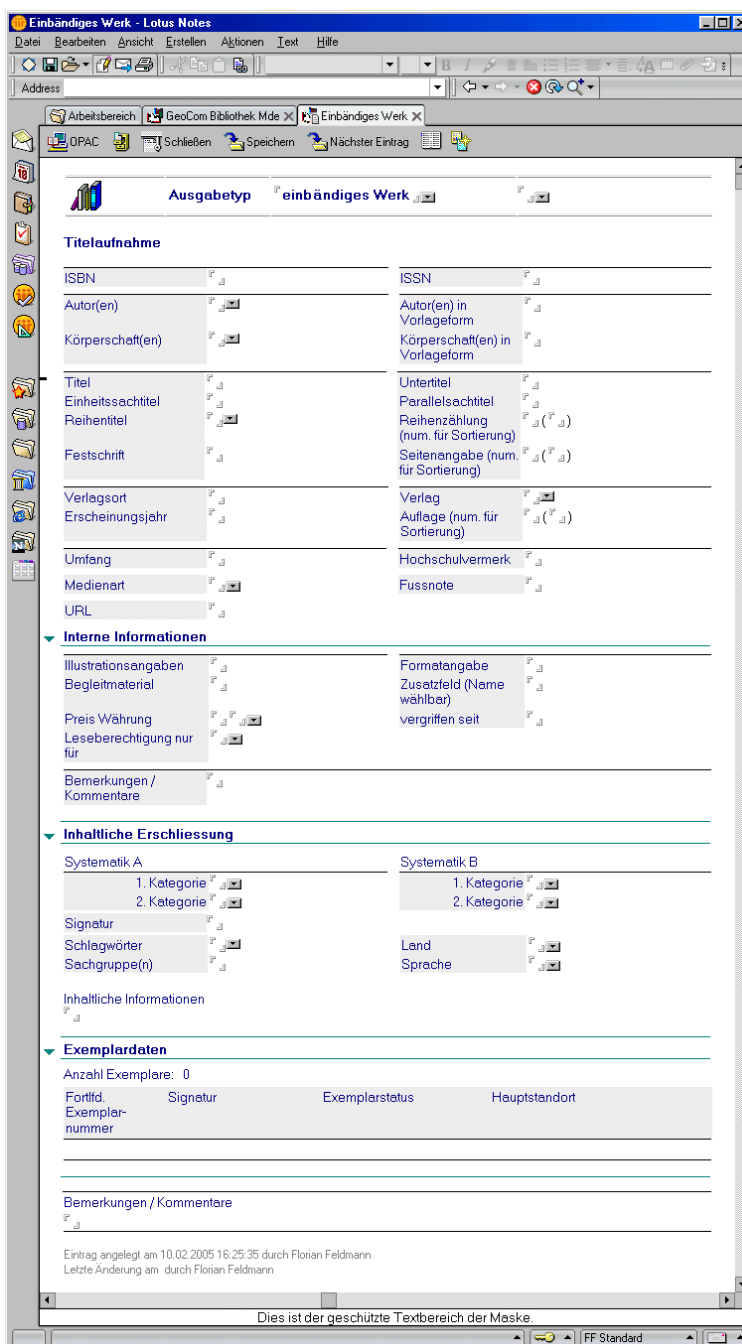 Einbändiges Werk - Lotus Notes
Datei Bearbeiten Ansicht Erstellen Aktionen Text Hilfe
Address
Arbeitsbereich GeoCom Bibliothek Mde Einbändiges Werk
OPAC Schließen Speichern Nächster Eintrag
Ausgabetyp einbändiges Werk
Titelaufnahme
ISBN ISSN
Autor(en) Autor(en) in
Vorlageform
Körperschaft(en) Körperschaft(en) in
Vorlageform
Titel Untertitel
Einheitssachtitel Parallelsachtitel
Reihentitel Reihenzählung ( )
(num. für Sortierung)
Festschrift Seitenangabe (num. ( )
für Sortierung)
Verlagsort Verlag
Erscheinungsjahr Auflage (num. für ( )
Sortierung)
Umfang Hochschulvermerk
Medienart Fussnote
URL
Interne Informationen
Illustrationsangaben Formatangabe
Begleitmaterial Zusatzfeld (Name
wählbar)
Preis Währung vergriffen seit
Leseberechtigung nur
für
Bemerkungen /
Kommentare
Inhaltliche Erschliessung
Systematik A Systematik B
1. Kategorie 1. Kategorie
2. Kategorie 2. Kategorie
Signatur
Schlagwörter Land
Sachgruppe(n) Sprache
Inhaltliche Informationen
Exemplardaten
Anzahl Exemplare: 0
Fortlfd. Signatur Exemplarstatus Hauptstandort
Exemplar-
nummer
Bemerkungen / Kommentare
Eintrag angelegt am 10.02.2005 16:25:35 durch Florian Feldmann
Letzte Änderung am durch Florian Feldmann
Dies ist der geschützte Textbereich der Maske.
FF Standard